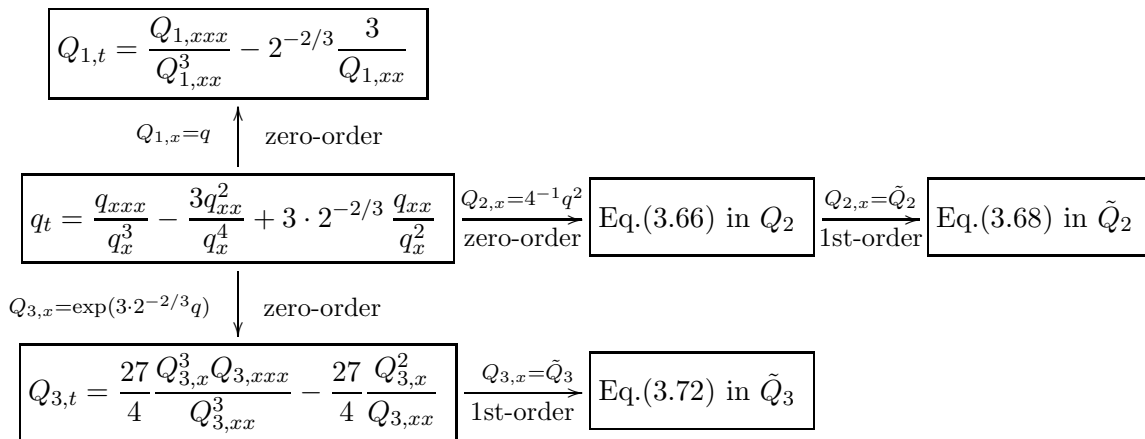 $Q_{1,t} = \frac{Q_{1,xxx}}{Q_{1,xx}^3} - 2^{-2/3} \frac{3}{Q_{1,xx}}$
$Q_{1,x}=q$ zero-order
$q_t = \frac{q_{xxx}}{q_x^3} - \frac{3q_{xx}^2}{q_x^4} + 3 \cdot 2^{-2/3} \frac{q_{xx}}{q_x^2}$
$Q_{2,x}=4^{-1}q^2$
zero-order
Eq.(3.66) in $Q_2$
$Q_{2,x}=\tilde{Q}_2$
1st-order
Eq.(3.68) in $\tilde{Q}_2$
$Q_{3,x}=\exp(3\cdot 2^{-2/3}q)$ zero-order
$Q_{3,t} = \frac{27}{4} \frac{Q_{3,x}^3 Q_{3,xxx}}{Q_{3,xx}^3} - \frac{27}{4} \frac{Q_{3,x}^2}{Q_{3,xx}}$
$Q_{3,x}=\tilde{Q}_3$
1st-order
Eq.(3.72) in $\tilde{Q}_3$